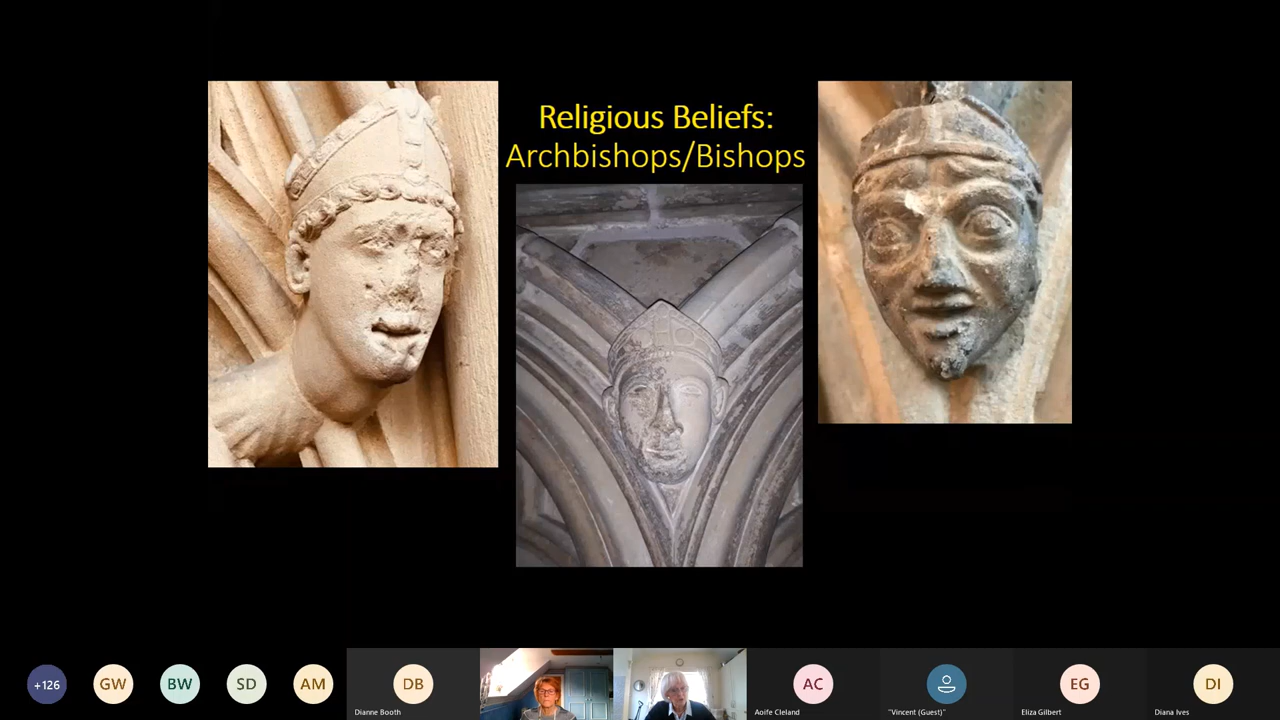 Religious Beliefs:
Archbishops/Bishops
+126
GW
BW
SD
AM
DB
AC
EG
DI
Dianne Booth
Aoife Cleland
"Vincent (Guest)"
Eliza Gilbert
Diana Ives